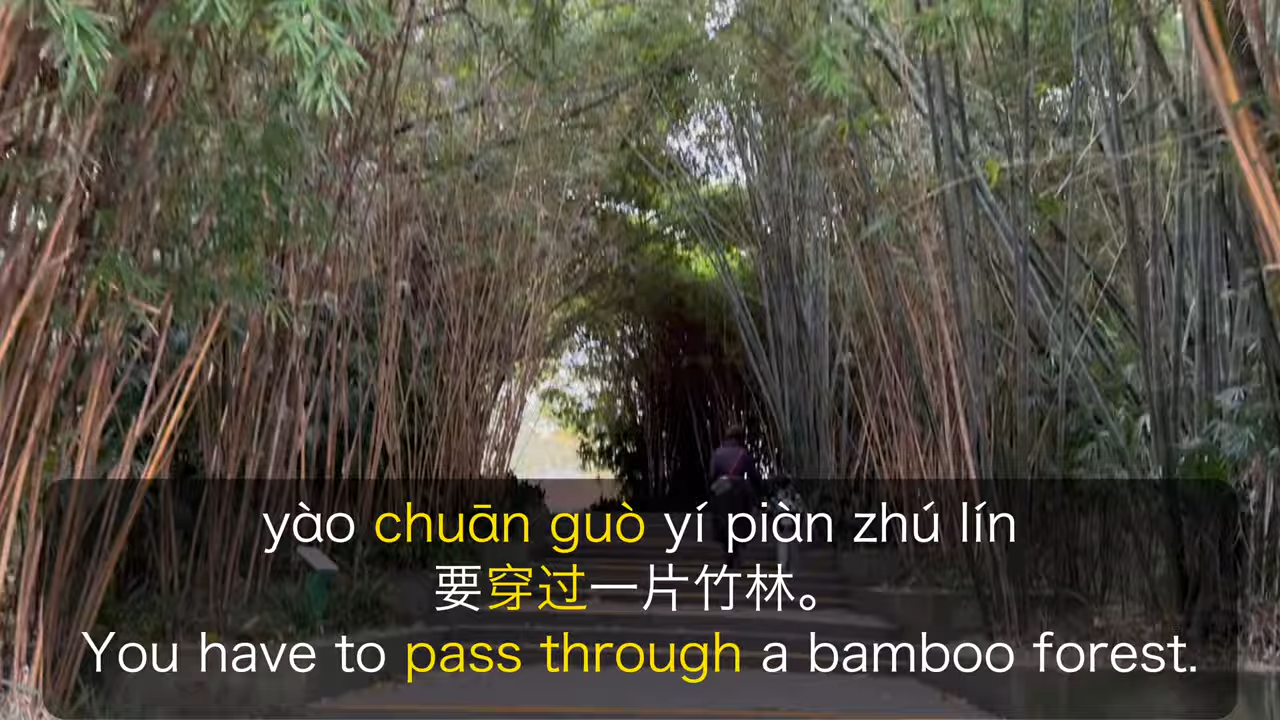 yào chuān guò yí piàn zhú lín
要穿过一片竹林。
You have to pass through a bamboo forest.